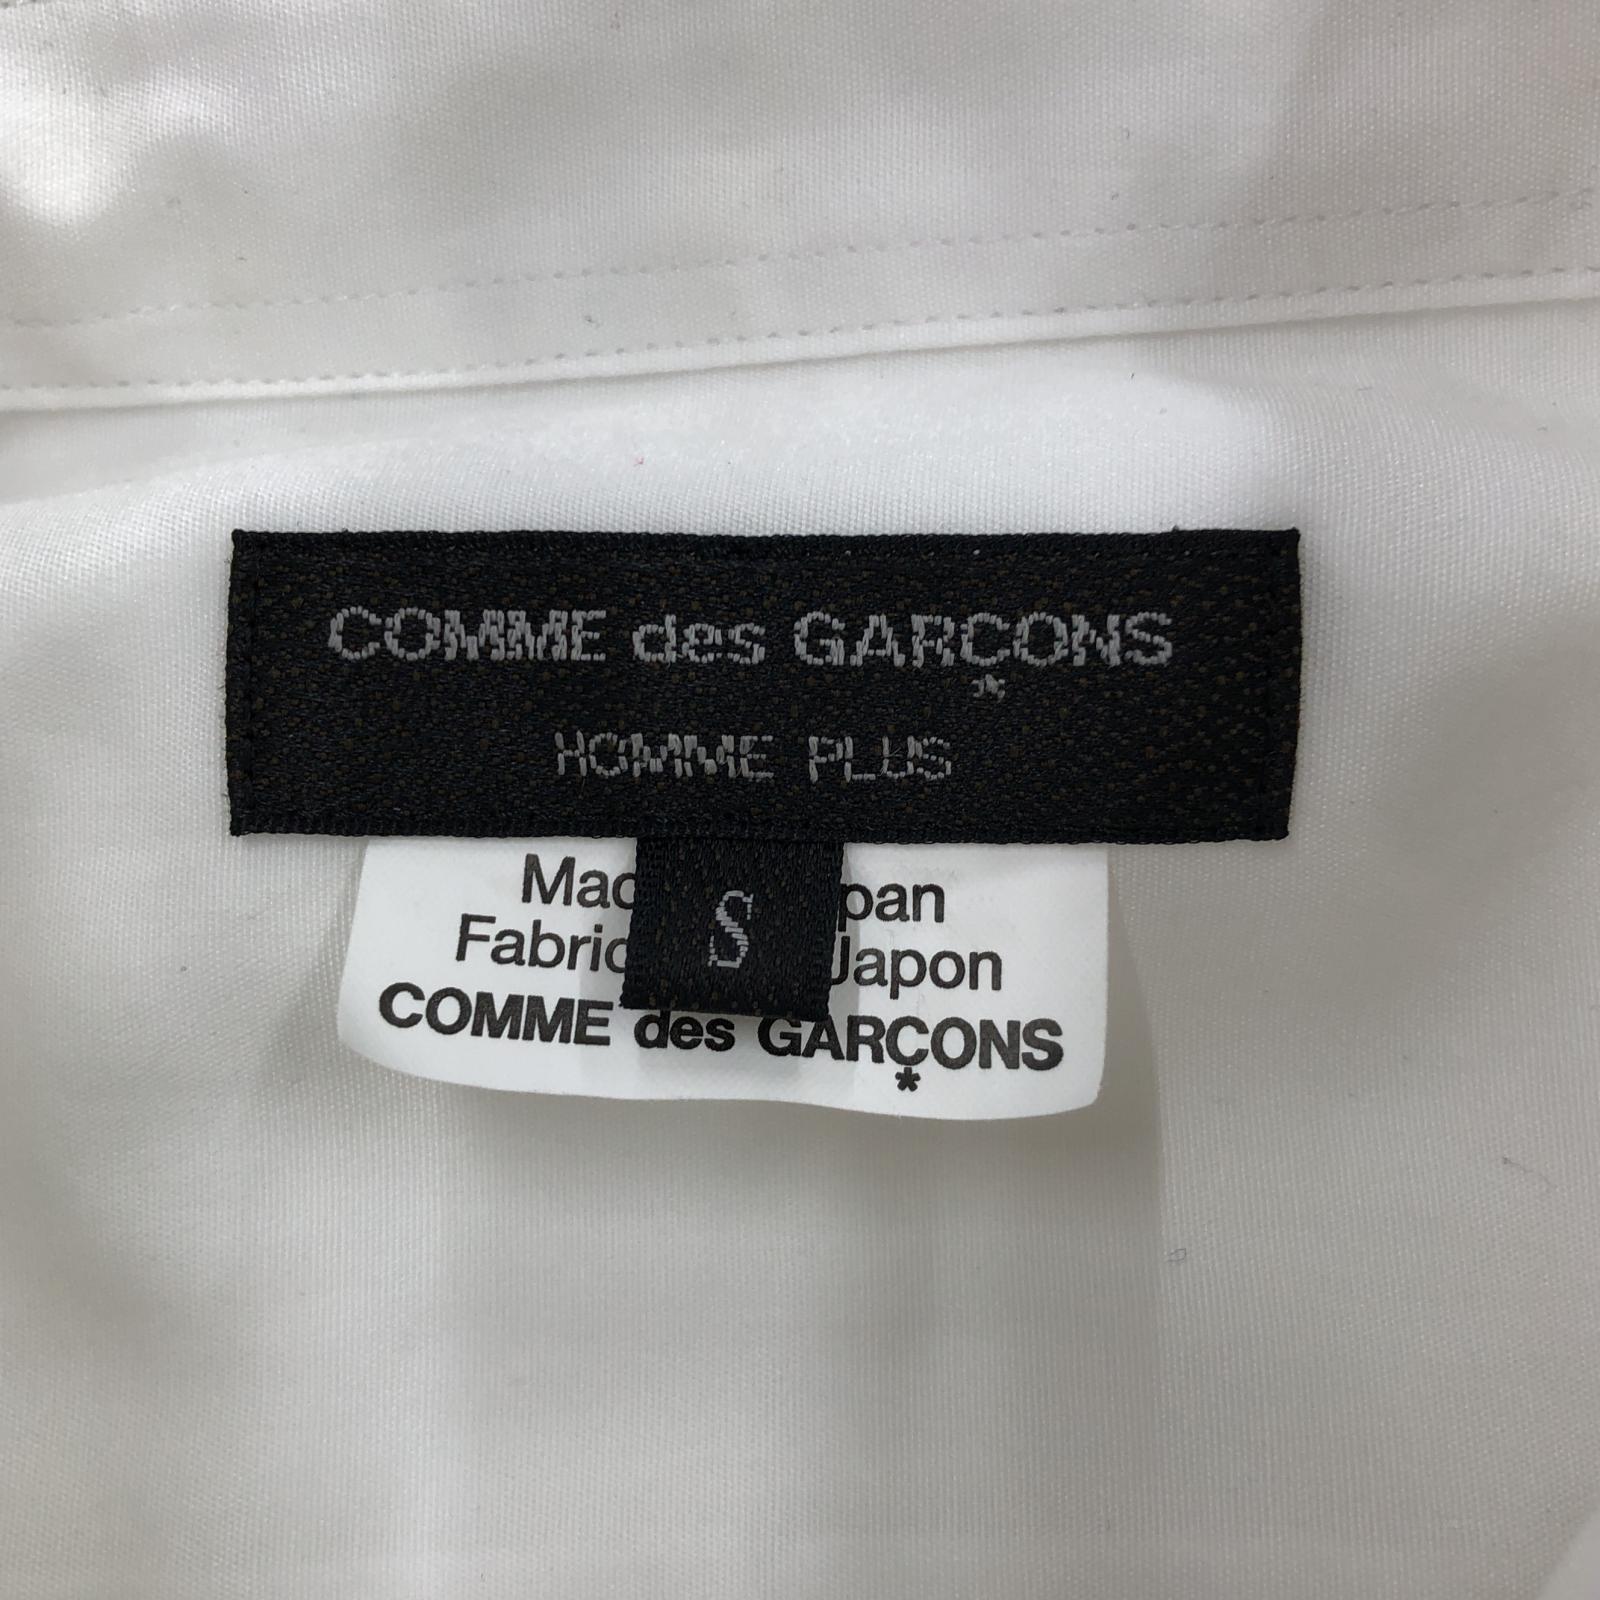 COMME des GARÇONS
HOMME PLUS
S
Mad pan
Fabric Japon
COMME des GARÇONS
*